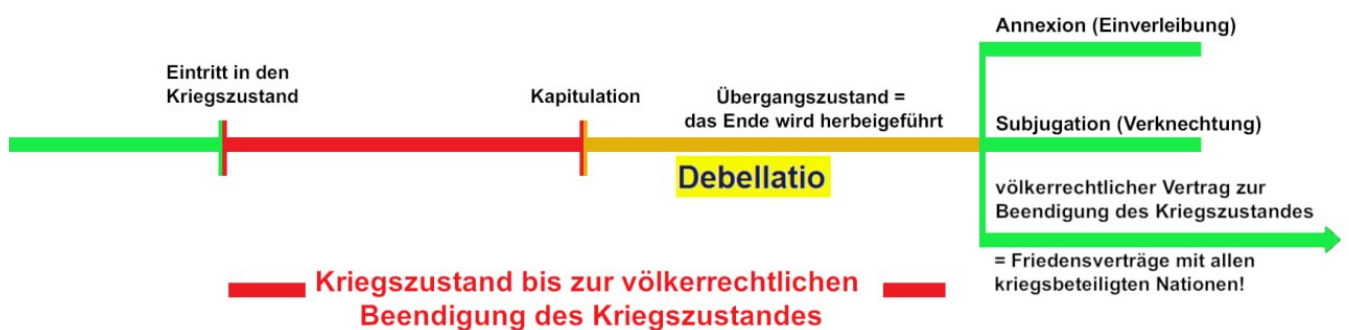 Annexion (Einverleibung)
Eintritt in den
Kriegszustand
Kapitulation
Übergangszustand =
das Ende wird herbeigeführt
Subjugation (Verknechtung)
Debellatio
völkerrechtlicher Vertrag zur
Beendigung des Kriegszustandes
= Friedensverträge mit allen
kriegsbeteiligten Nationen!
Kriegszustand bis zur völkerrechtlichen
Beendigung des Kriegszustandes